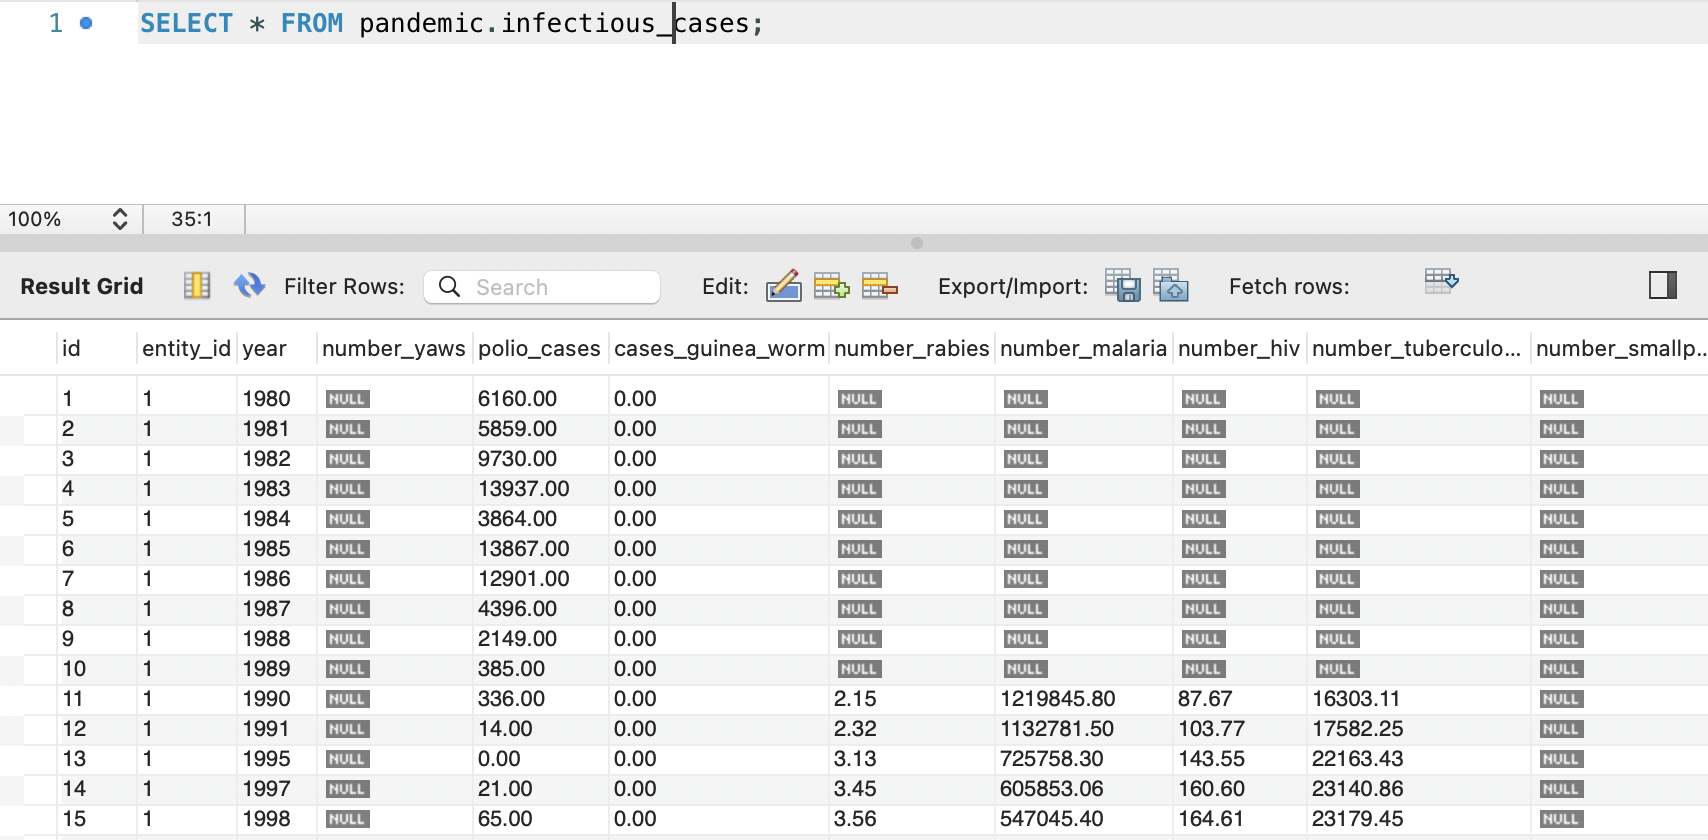 1 SELECT * FROM pandemic.infectious_cases;
100% 35:1
Result Grid Filter Rows: Search Edit: Export/Import: Fetch rows:
id entity_id year number_yaws polio_cases cases_guinea_worm number_rabies number_malaria number_hiv number_tuberculo... number_smallp...
1 1 1980 NULL 6160.00 0.00 NULL NULL NULL NULL NULL
2 1 1981 NULL 5859.00 0.00 NULL NULL NULL NULL NULL
3 1 1982 NULL 9730.00 0.00 NULL NULL NULL NULL NULL
4 1 1983 NULL 13937.00 0.00 NULL NULL NULL NULL NULL
5 1 1984 NULL 3864.00 0.00 NULL NULL NULL NULL NULL
6 1 1985 NULL 13867.00 0.00 NULL NULL NULL NULL NULL
7 1 1986 NULL 12901.00 0.00 NULL NULL NULL NULL NULL
8 1 1987 NULL 4396.00 0.00 NULL NULL NULL NULL NULL
9 1 1988 NULL 2149.00 0.00 NULL NULL NULL NULL NULL
10 1 1989 NULL 385.00 0.00 NULL NULL NULL NULL NULL
11 1 1990 NULL 336.00 0.00 2.15 1219845.80 87.67 16303.11 NULL
12 1 1991 NULL 14.00 0.00 2.32 1132781.50 103.77 17582.25 NULL
13 1 1995 NULL 0.00 0.00 3.13 725758.30 143.55 22163.43 NULL
14 1 1997 NULL 21.00 0.00 3.45 605853.06 160.60 23140.86 NULL
15 1 1998 NULL 65.00 0.00 3.56 547045.40 164.61 23179.45 NULL